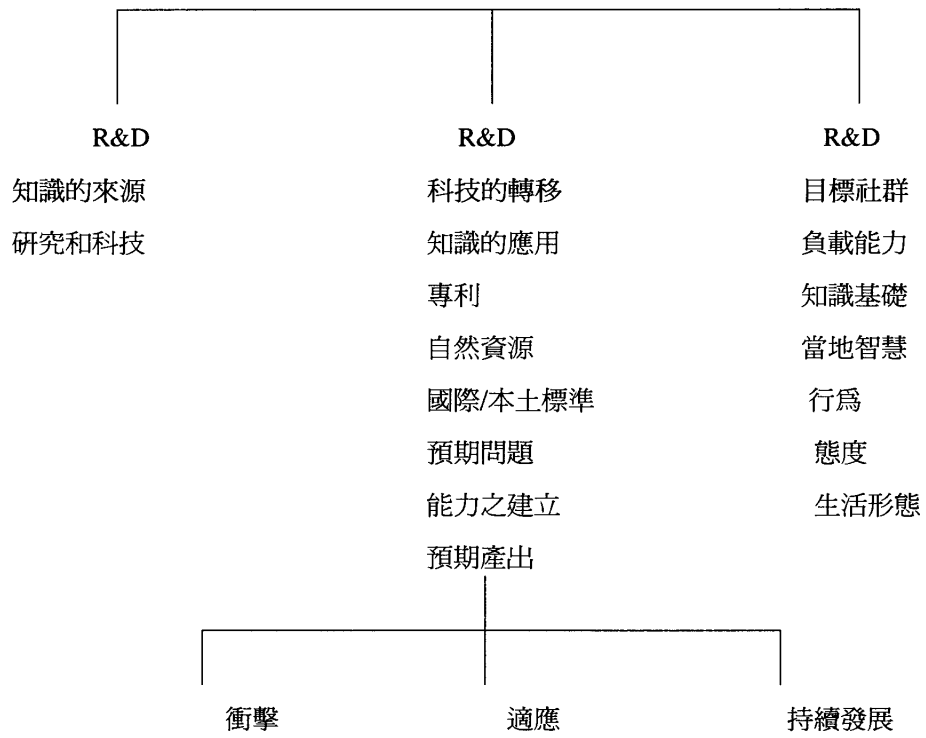 R&D
知識的來源
研究和科技
R&D
科技的轉移
知識的應用
專利
自然資源
國際/本土標準
預期問題
能力之建立
預期產出
R&D
目標社群
負載能力
知識基礎
當地智慧
行爲
態度
生活形態
衝擊
適應
持續發展